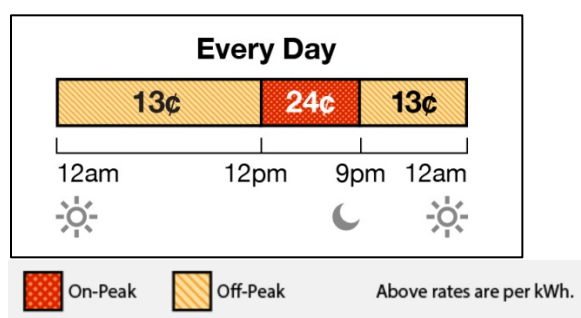 Every Day
13¢ 24¢ 13¢
12am 12pm 9pm 12am
On-Peak Off-Peak Above rates are per kWh.